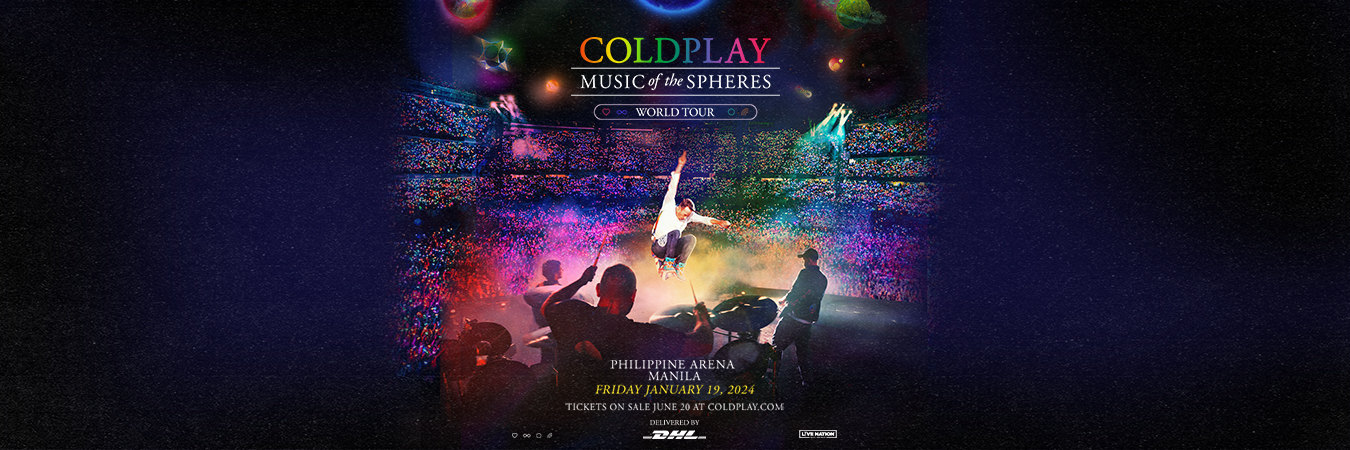 COLDPLAY
MUSIC of the SPHERES
WORLD TOUR
PHILIPPINE ARENA
MANILA
FRIDAY JANUARY 19, 2024
TICKETS ON SALE JUNE 20 AT COLDPLAY.COM
DELIVERED BY
DHL
LIVE NATION